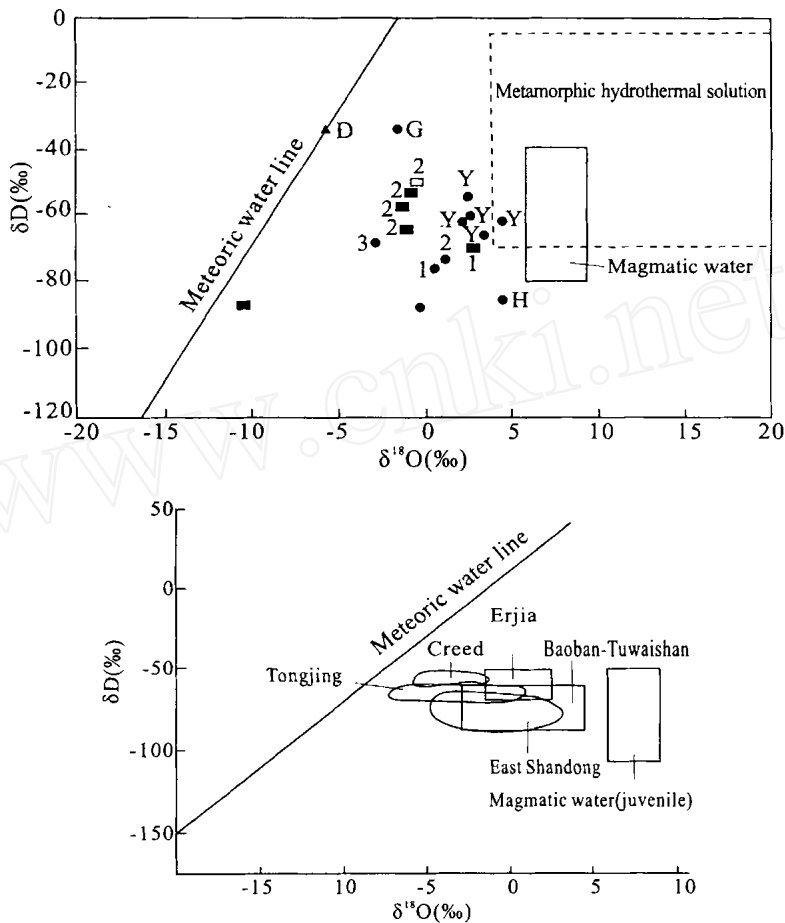 0
-20
-40
-60
-80
-100
-120
δD(‰)
Meteoric water line
D
G
Metamorphic hydrothermal solution
2
2
2
2
3
Y
Y
Y
Y
Y
2
1
1
H
Magmatic water
-20
-15
-10
-5
0
5
10
15
20
δ¹⁸O(‰)
www.cnki.net
50
0
-50
-100
-150
δD(‰)
Meteoric water line
Erjia
Creed
Baoban-Tuwaishan
Tongjing
East Shandong
Magmatic water(juvenile)
-15
-10
-5
0
5
10
δ¹⁸O(‰)